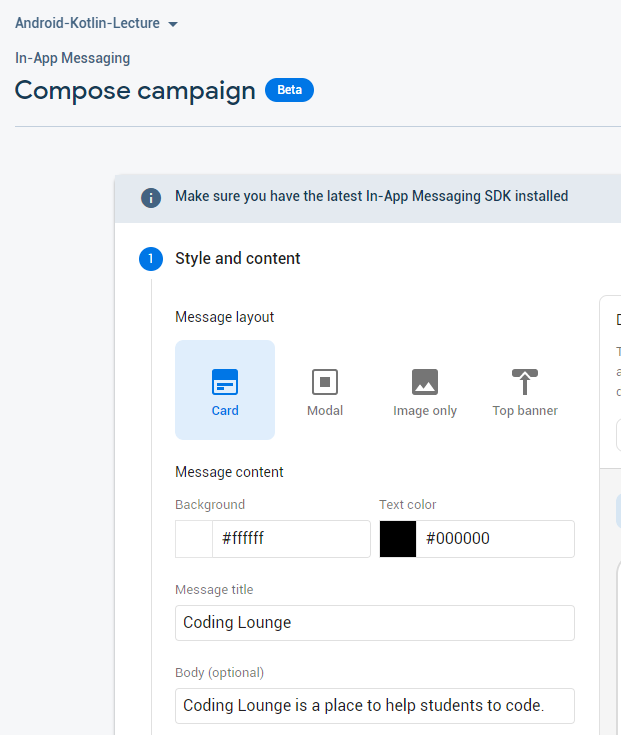 Android-Kotlin-Lecture
In-App Messaging
Compose campaign Beta
Make sure you have the latest In-App Messaging SDK installed
1 Style and content
Message layout
Card Modal Image only Top banner
Message content
Background Text color
#ffffff #000000
Message title
Coding Lounge
Body (optional)
Coding Lounge is a place to help students to code.